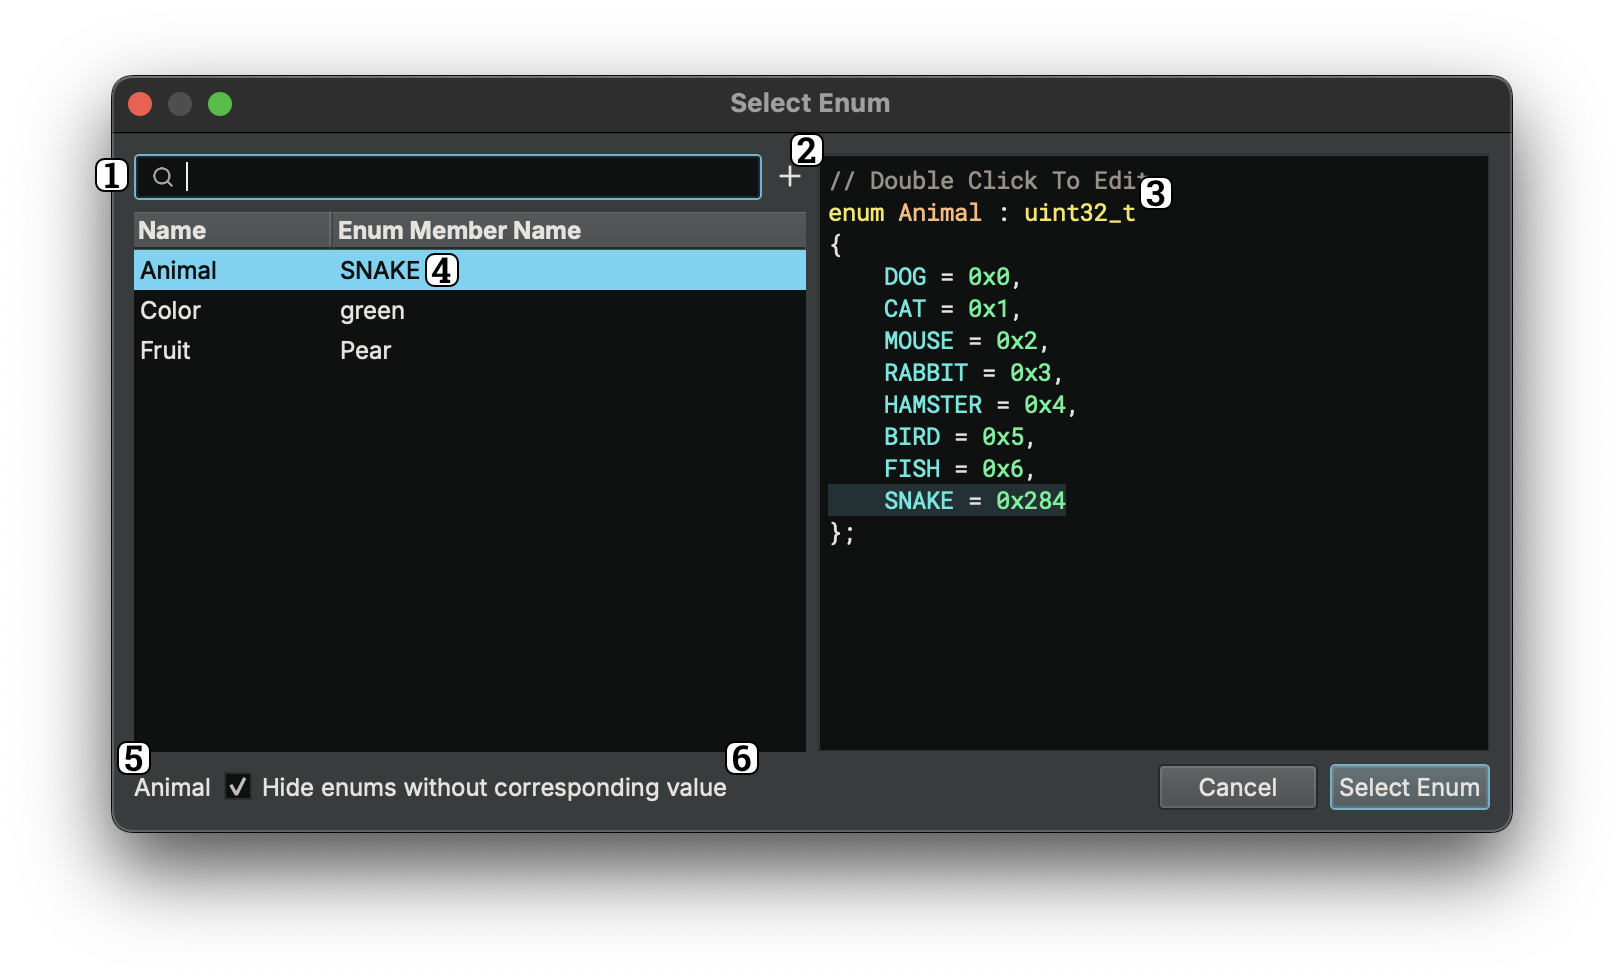 Select Enum
1
2
+
// Double Click To Edit
3
enum Animal : uint32_t
{
DOG = 0x0,
CAT = 0x1,
MOUSE = 0x2,
RABBIT = 0x3,
HAMSTER = 0x4,
BIRD = 0x5,
FISH = 0x6,
SNAKE = 0x284
};
Name Enum Member Name
Animal SNAKE 4
Color green
Fruit Pear
5
6
Animal ✓ Hide enums without corresponding value
Cancel Select Enum